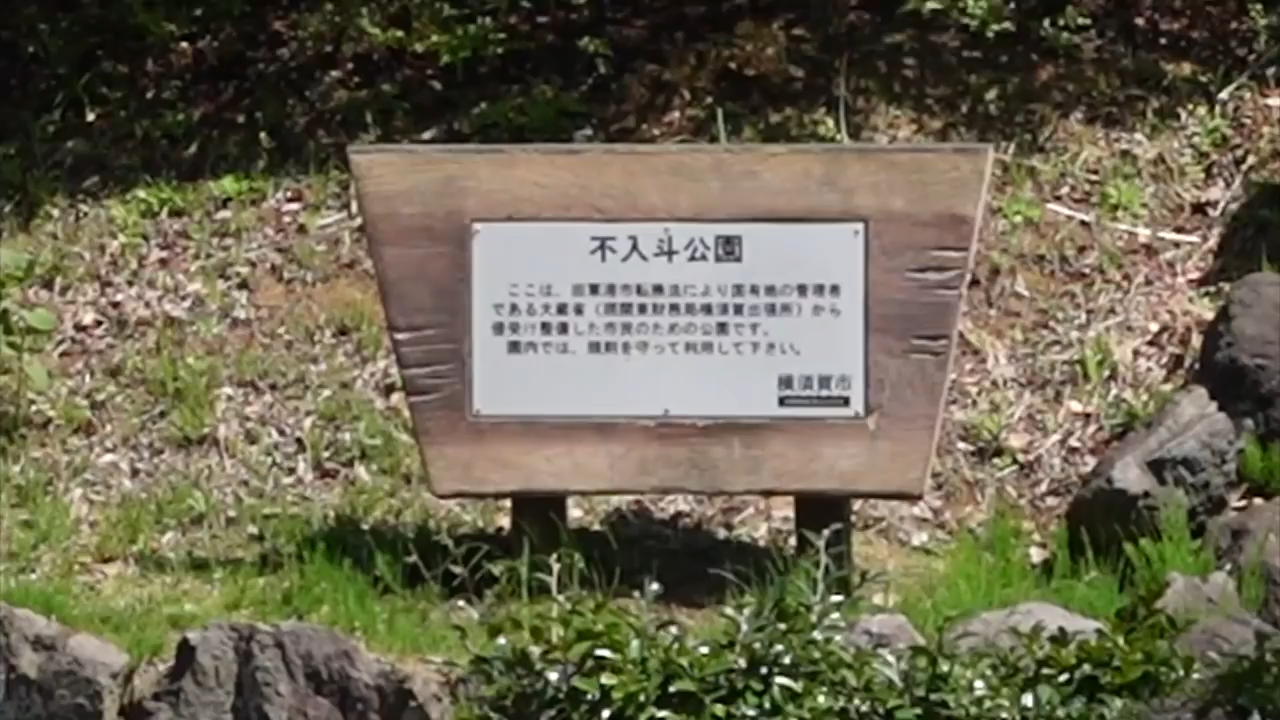 不入斗公園
ここは、旧軍港市転換法により国有地の管理者
である大蔵省（現関東財務局横須賀出張所）から
借受け整備した市民のための公園です。
園内では、規則を守って利用して下さい。
横須賀市